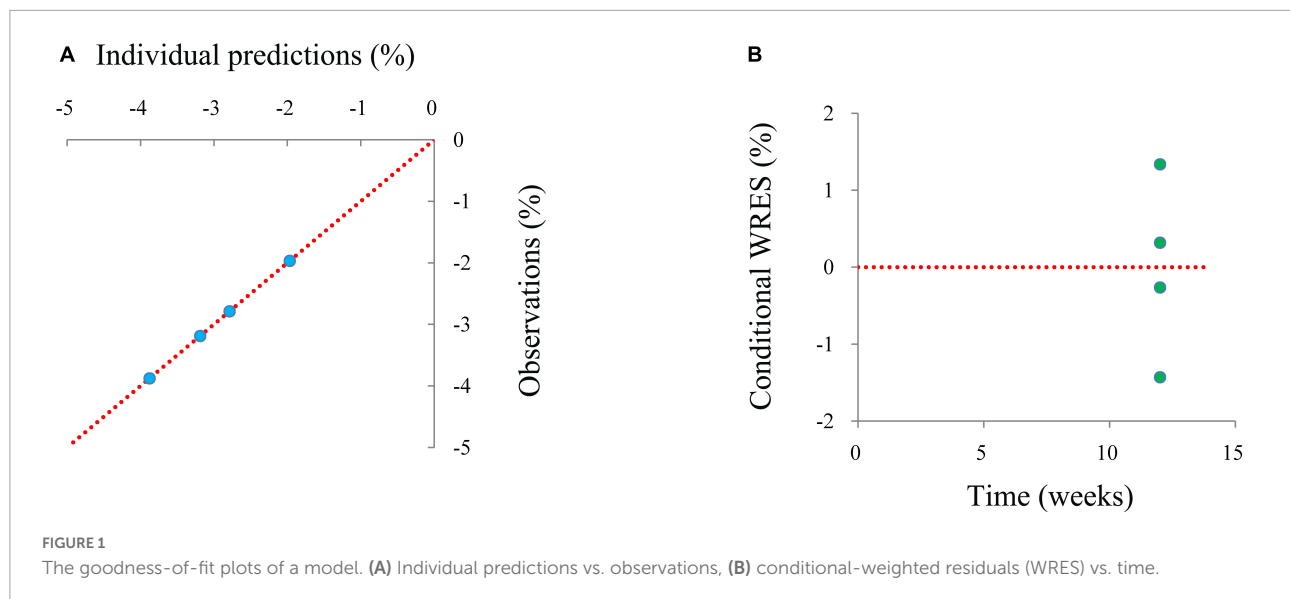 A Individual predictions (%)
-5 -4 -3 -2 -1 0
0
-1
-2
-3
-4
-5
Observations (%)
B
Conditional WRES (%)
2
1
0
-1
-2
0 5 10 15
Time (weeks)
FIGURE 1
The goodness-of-fit plots of a model. (A) Individual predictions vs. observations, (B) conditional-weighted residuals (WRES) vs. time.